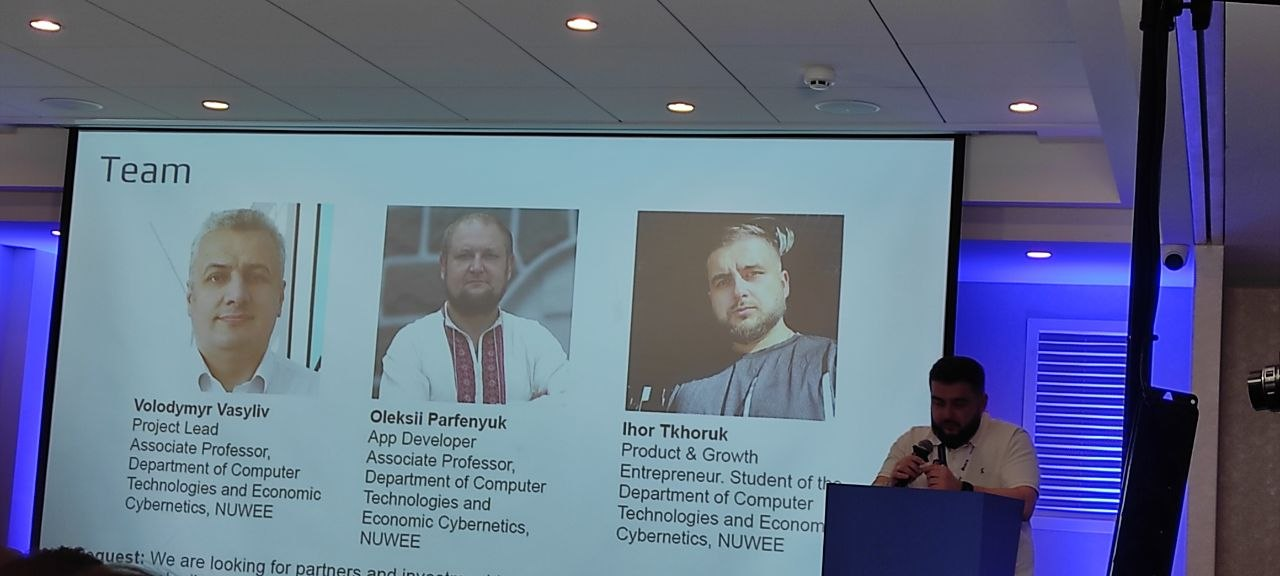 Team
Volodymyr Vasyliv
Project Lead
Associate Professor,
Department of Computer
Technologies and Economic
Cybernetics, NUWEE
Oleksii Parfenyuk
App Developer
Associate Professor,
Department of Computer
Technologies and
Economic Cybernetics,
NUWEE
Ihor Tkhoruk
Product & Growth
Entrepreneur. Student of the
Department of Computer
Technologies and Econom
Cybernetics, NUWEE
quest: We are looking for partners and